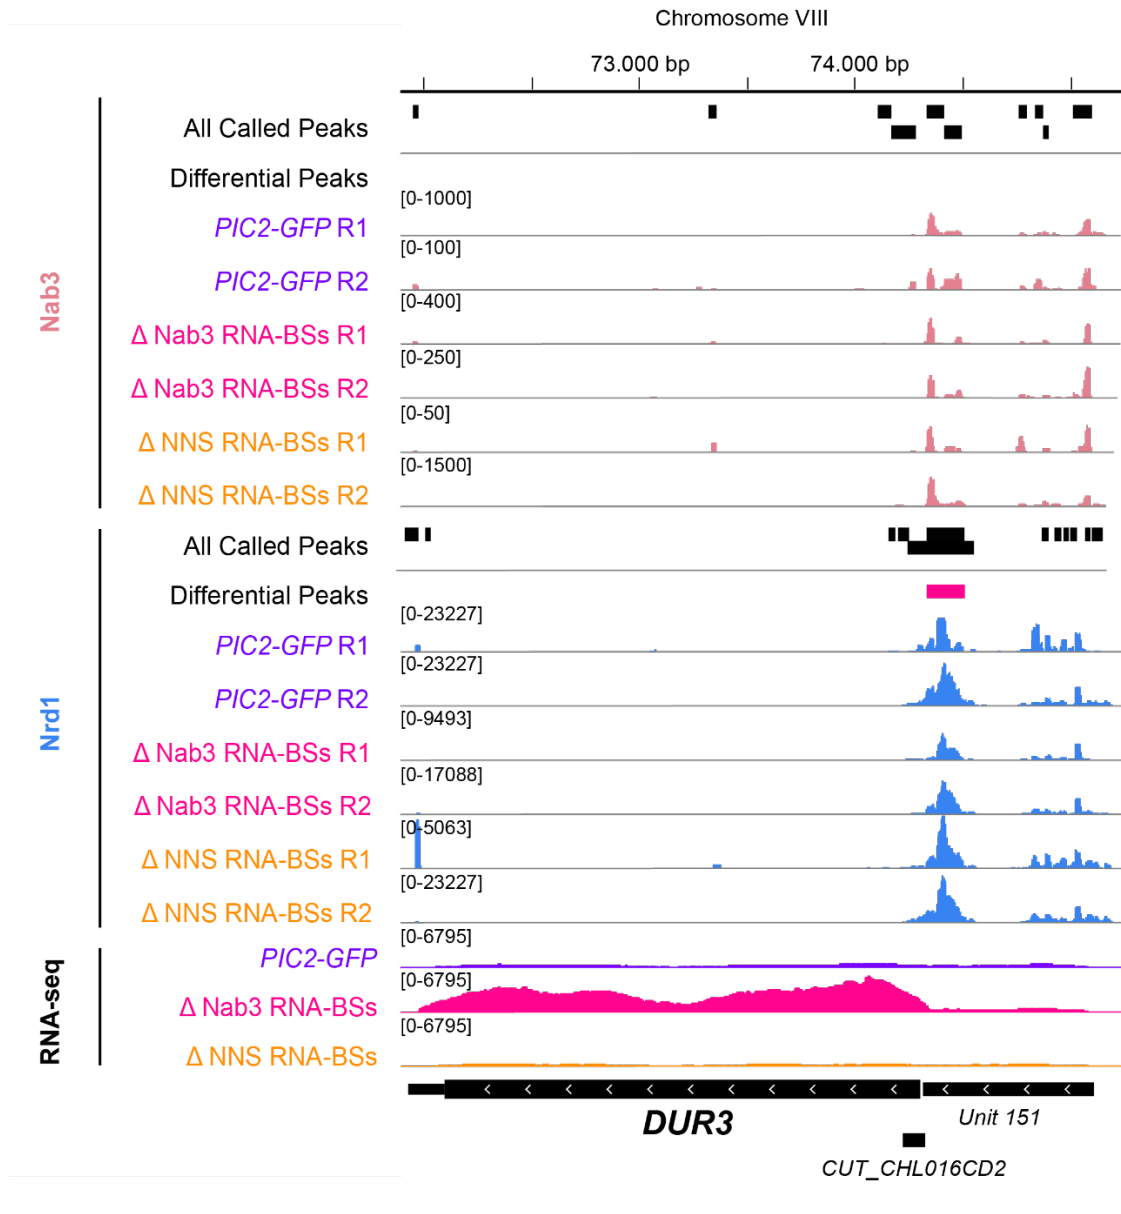 Chromosome VIII
73.000 bp 74.000 bp
Nab3
All Called Peaks
Differential Peaks
[0-1000]
PIC2-GFP R1
[0-100]
PIC2-GFP R2
[0-400]
Δ Nab3 RNA-BSs R1
[0-250]
Δ Nab3 RNA-BSs R2
[0-50]
Δ NNS RNA-BSs R1
[0-1500]
Δ NNS RNA-BSs R2
Nrd1
All Called Peaks
Differential Peaks
[0-23227]
PIC2-GFP R1
[0-23227]
PIC2-GFP R2
[0-9493]
Δ Nab3 RNA-BSs R1
[0-17088]
Δ Nab3 RNA-BSs R2
[0-5063]
Δ NNS RNA-BSs R1
[0-23227]
Δ NNS RNA-BSs R2
RNA-seq
[0-6795]
PIC2-GFP
[0-6795]
Δ Nab3 RNA-BSs
[0-6795]
Δ NNS RNA-BSs
DUR3
Unit 151
CUT_CHL016CD2